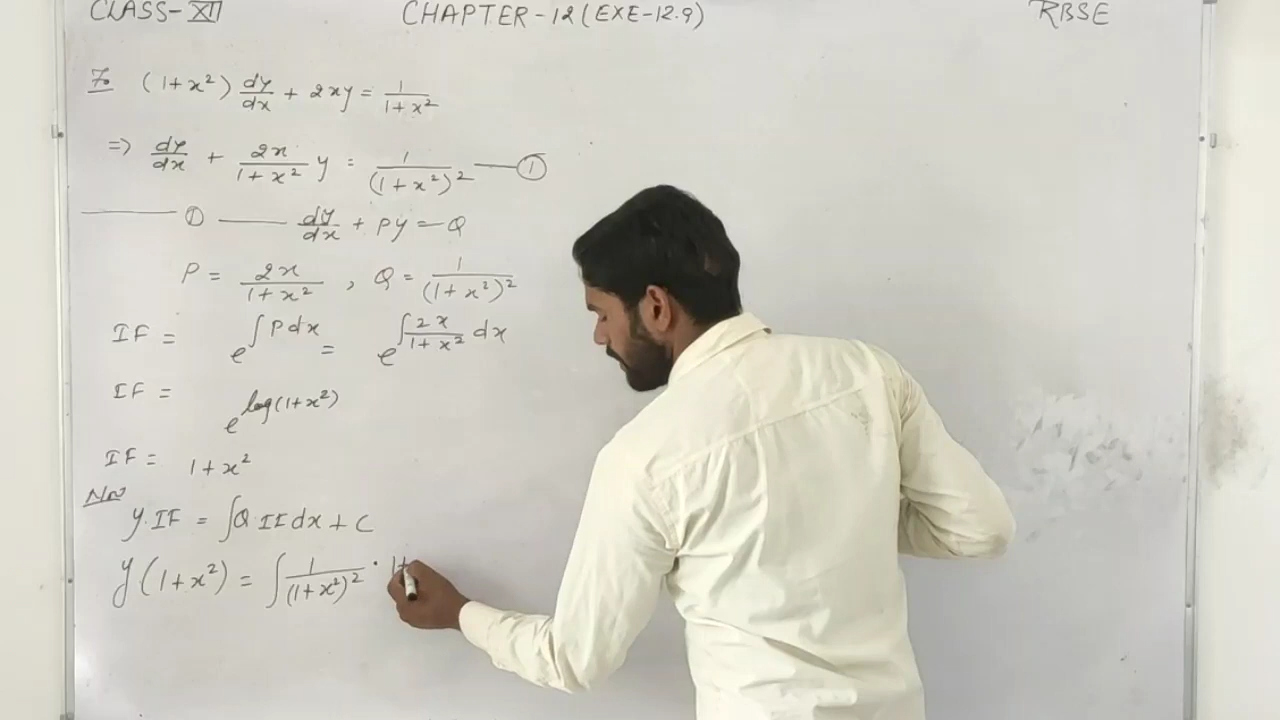 CLASS-XII CHAPTER-12(EXE-12.9) RBSE
7. (1+x²) dy/dx + 2xy = 1/(1+x²)
=> dy/dx + 2x/(1+x²) y = 1/(1+x²)² —— ①
—— ① —— dy/dx + Py = Q
P = 2x/(1+x²) , Q = 1/(1+x²)²
IF = e^∫Pdx = e^∫2x/(1+x²) dx
IF = e^log(1+x²)
IF = 1+x²
y.IF = ∫Q.IF dx + C
y(1+x²) = ∫1/(1+x²)² · 1+